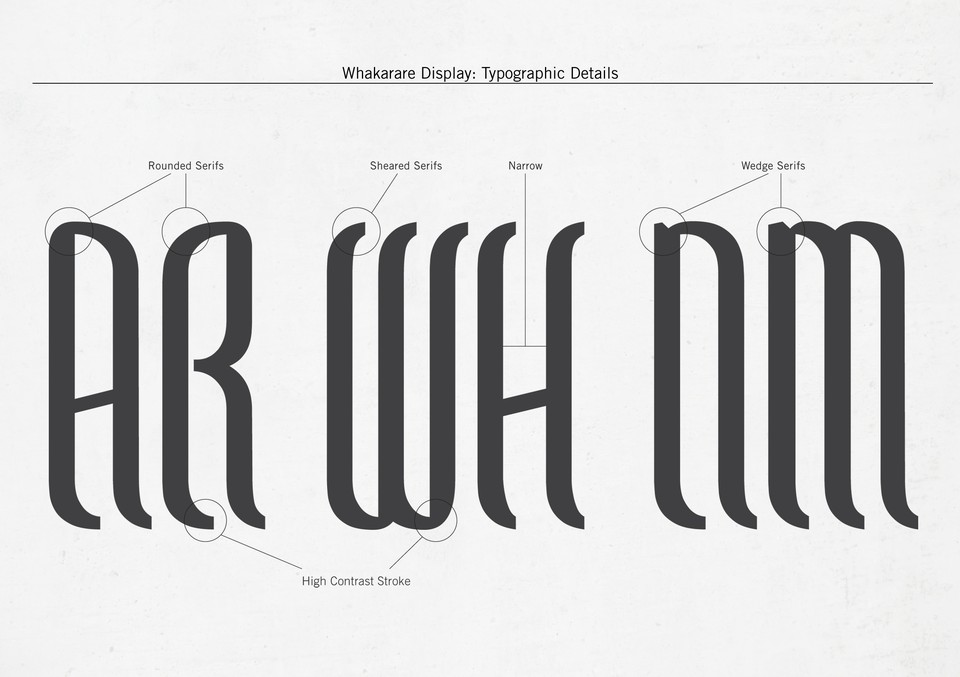 Whakarare Display: Typographic Details
Rounded Serifs
Sheared Serifs
Narrow
Wedge Serifs
AR WH NM
High Contrast Stroke